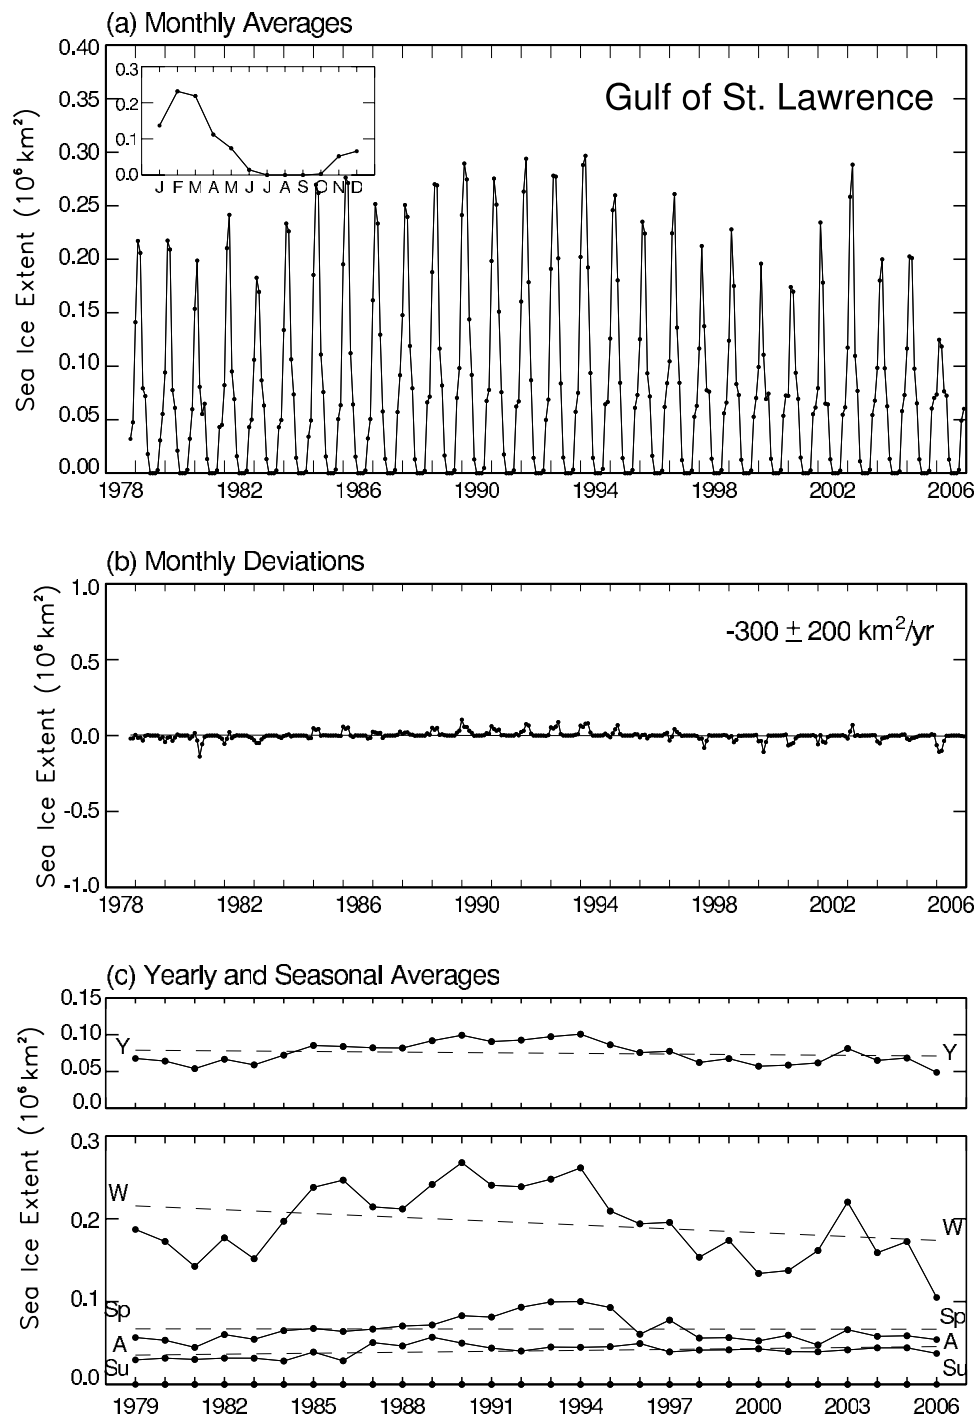 (a) Monthly Averages
Sea Ice Extent (10⁶ km²)
0.40
0.35
0.30
0.25
0.20
0.15
0.10
0.05
0.00
0.3
0.2
0.1
0.0
J F M A M J J A S O N D
Gulf of St. Lawrence
1978 1982 1986 1990 1994 1998 2002 2006
(b) Monthly Deviations
Sea Ice Extent (10⁶ km²)
1.0
0.5
0.0
-0.5
-1.0
-300 ± 200 km²/yr
1978 1982 1986 1990 1994 1998 2002 2006
(c) Yearly and Seasonal Averages
Sea Ice Extent (10⁶ km²)
0.15
0.10
0.05
0.0
Y Y
0.3
0.2
0.1
0.0
W W
Sp Sp
A A
Su Su
1979 1982 1985 1988 1991 1994 1997 2000 2003 2006